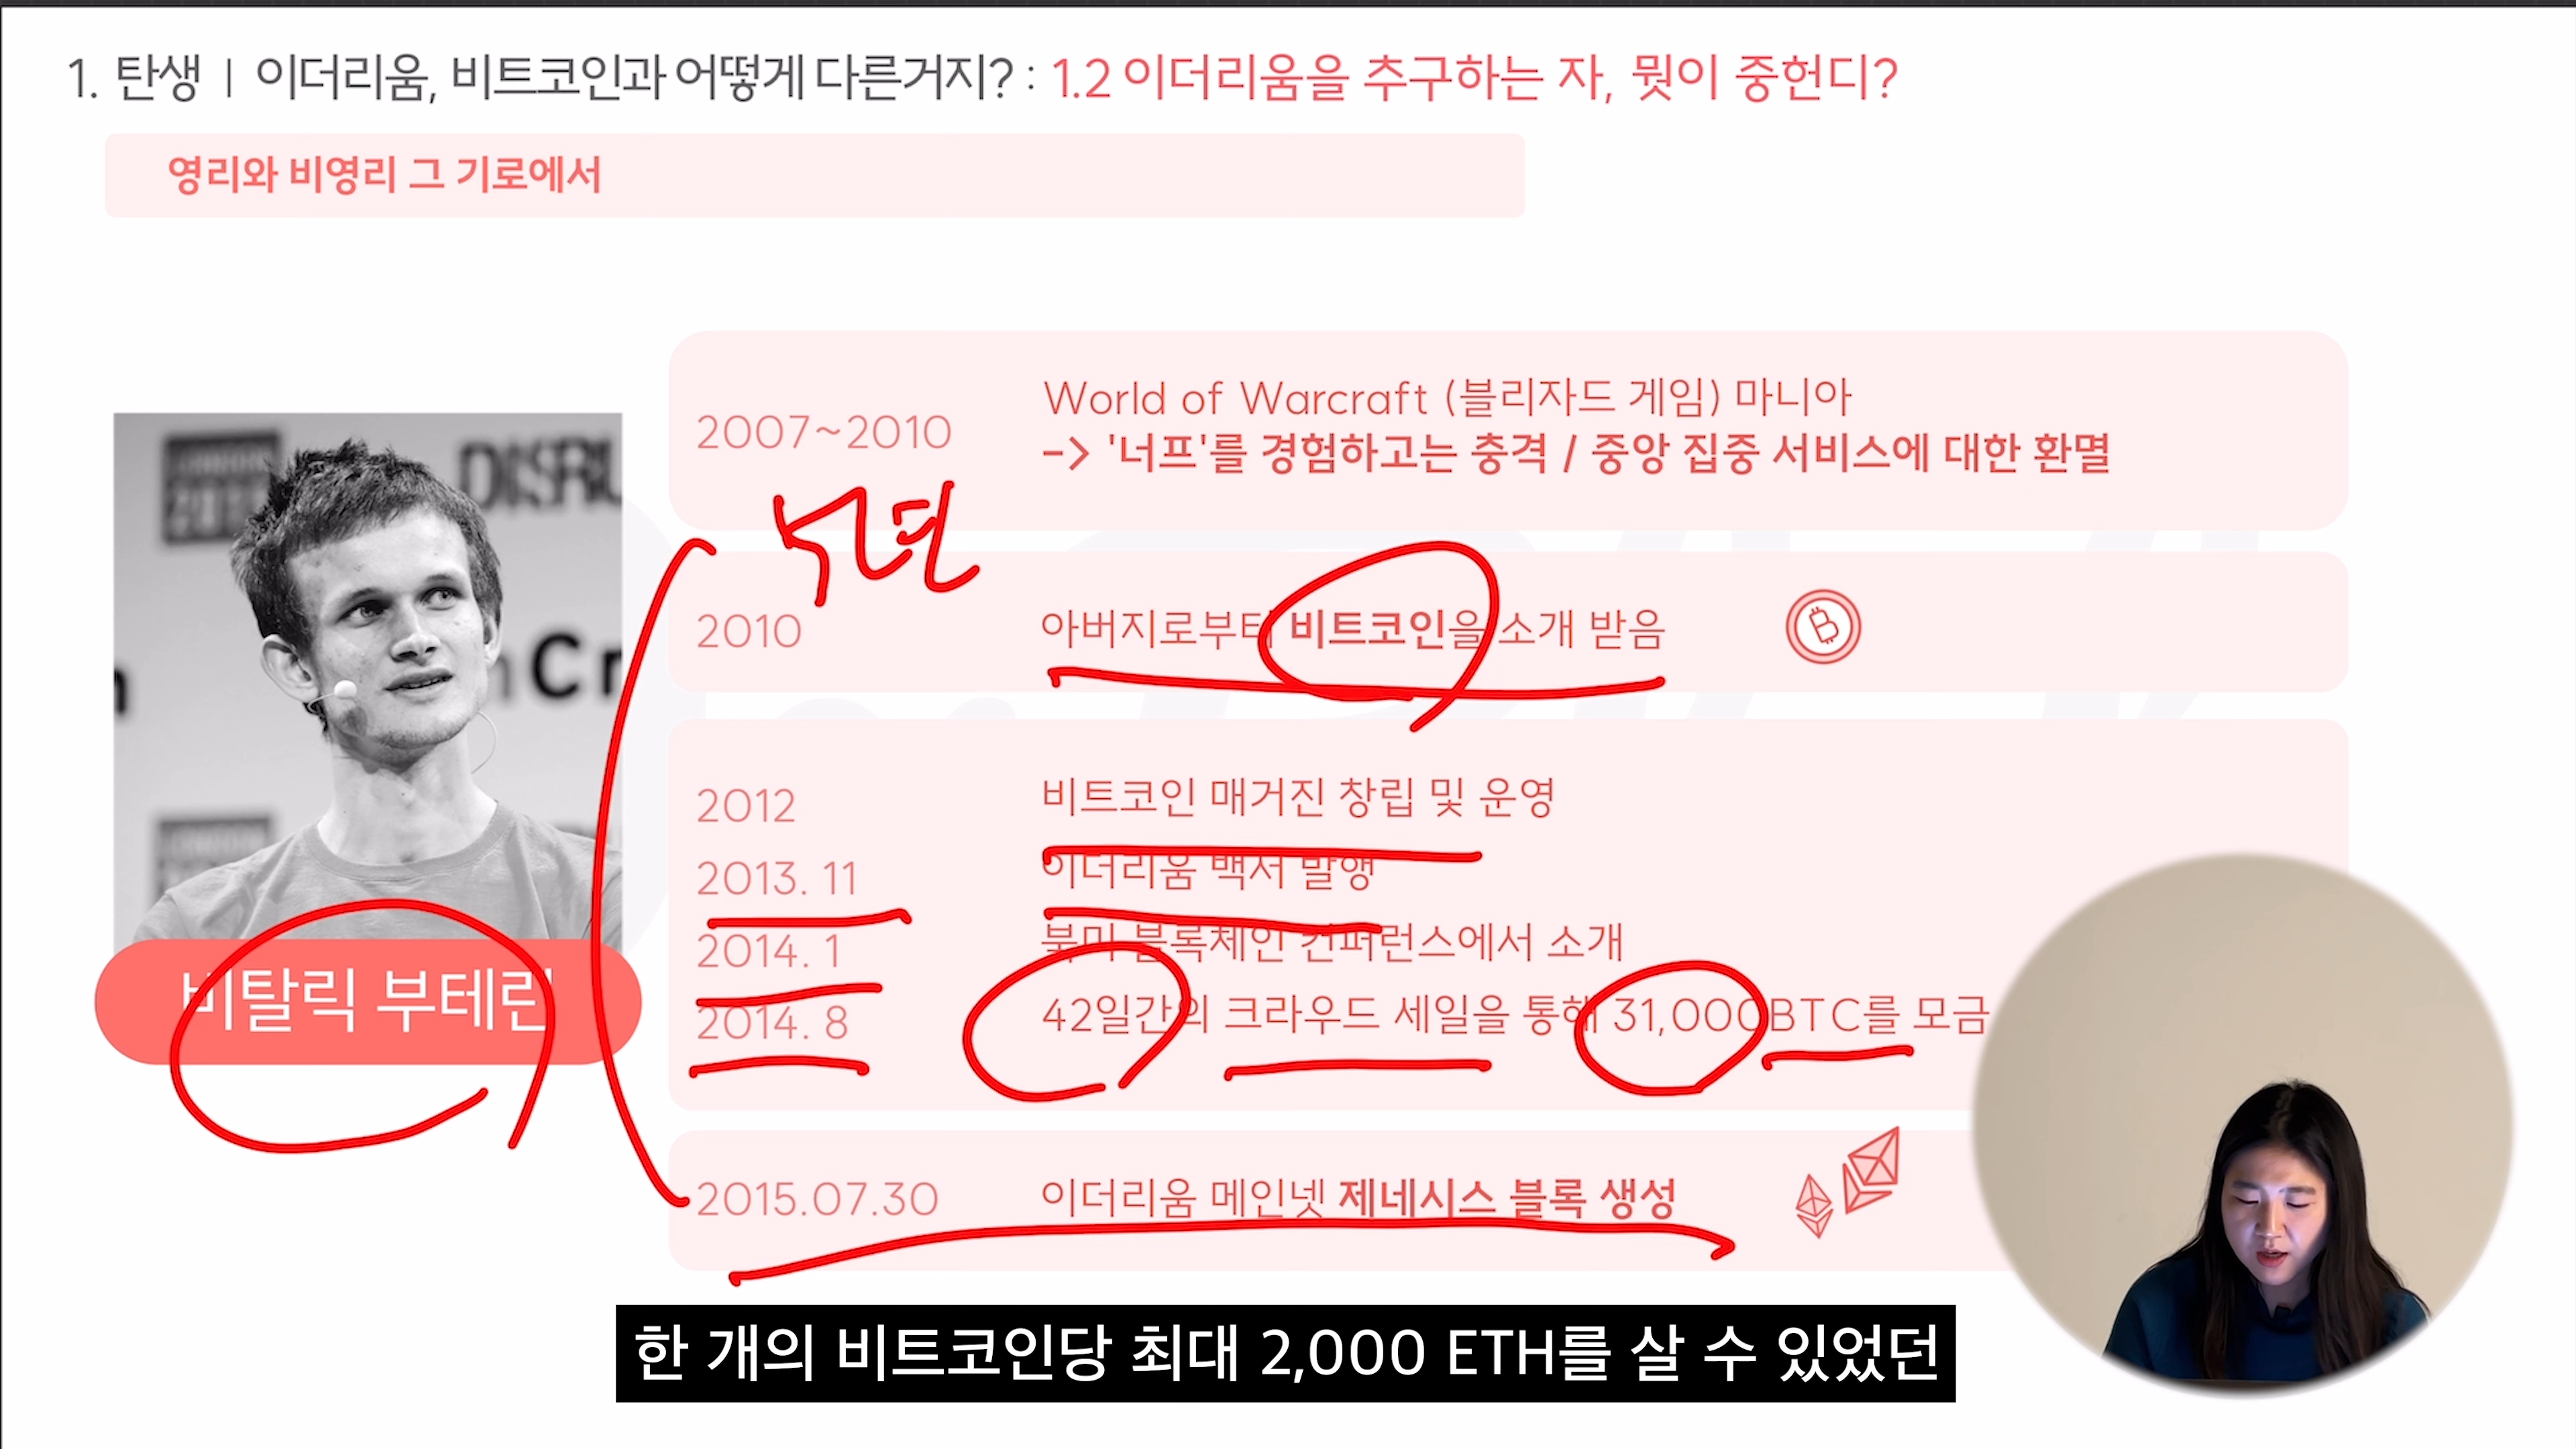 1. 탄생 | 이더리움, 비트코인과 어떻게 다른거지? : 1.2 이더리움을 추구하는 자, 뭣이 중헌디?
영리와 비영리 그 기로에서
DISRU
nCr
비탈릭 부테린
2007~2010
World of Warcraft (블리자드 게임) 마니아
-> '너프'를 경험하고는 충격 / 중앙 집중 서비스에 대한 환멸
5년
2010 아버지로부터 비트코인을 소개 받음
2012 비트코인 매거진 창립 및 운영
2013. 11 이더리움 백서 발행
2014. 1 북미 블록체인 컨퍼런스에서 소개
2014. 8 42일간의 크라우드 세일을 통해 31,000BTC를 모금
2015.07.30 이더리움 메인넷 제네시스 블록 생성
한 개의 비트코인당 최대 2,000 ETH를 살 수 있었던